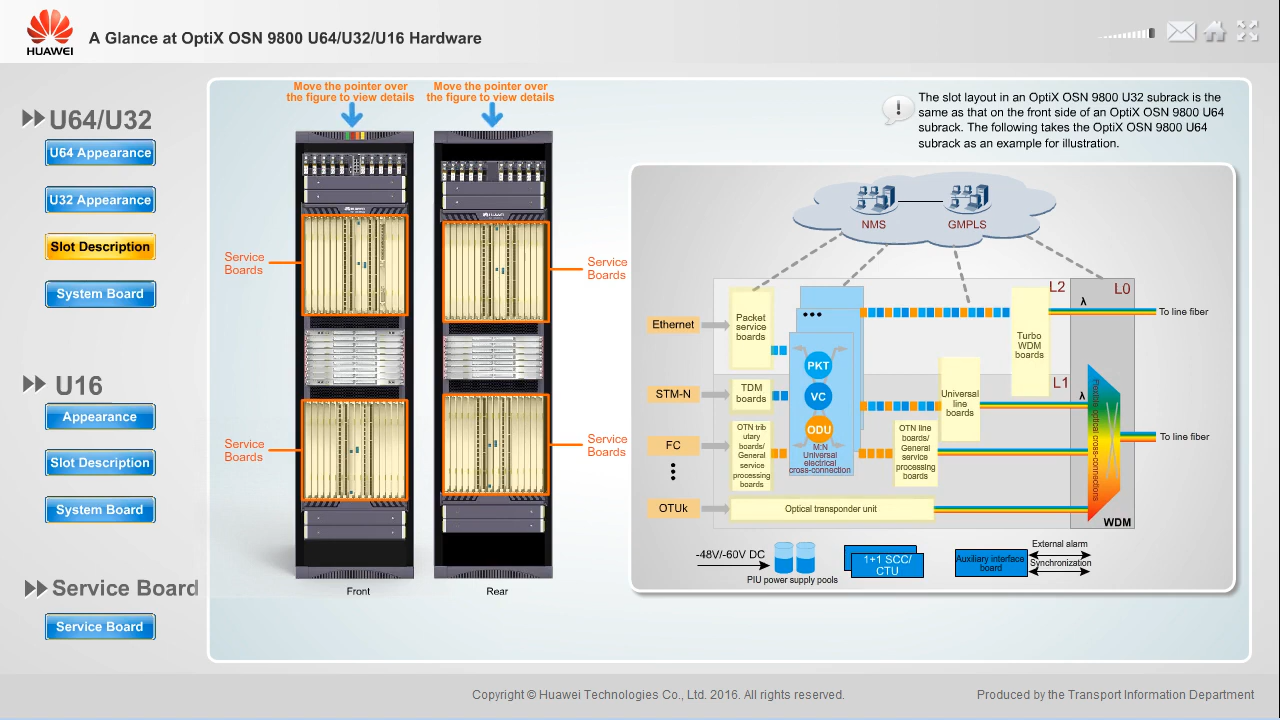 HUAWEI
A Glance at OptiX OSN 9800 U64/U32/U16 Hardware
U64/U32
U64 Appearance
U32 Appearance
Slot Description
System Board
U16
Appearance
Slot Description
System Board
Service Board
Service Board
Move the pointer over
the figure to view details
Move the pointer over
the figure to view details
Service
Boards
Service
Boards
Service
Boards
Service
Boards
Front
Rear
The slot layout in an OptiX OSN 9800 U32 subrack is the
same as that on the front side of an OptiX OSN 9800 U64
subrack. The following takes the OptiX OSN 9800 U64
subrack as an example for illustration.
NMS
GMPLS
L2
L0
λ
Ethernet
Packet
service
boards
Turbo
WDM
boards
To line fiber
PKT
L1
STM-N
TDM
boards
VC
Universal
line
boards
λ
FC
OTN trib
utary
boards/
General
service
processing
boards
ODU
M:N
Universal
electrical
cross-connection
OTN line
boards/
General
service
processing
boards
Flexible optical cross-connections
To line fiber
OTUk
Optical transponder unit
WDM
-48V/-60V DC
PIU power supply pools
1+1 SCC/
CTU
Auxiliary interface
board
External alarm
Synchronization
Copyright © Huawei Technologies Co., Ltd. 2016. All rights reserved.
Produced by the Transport Information Department